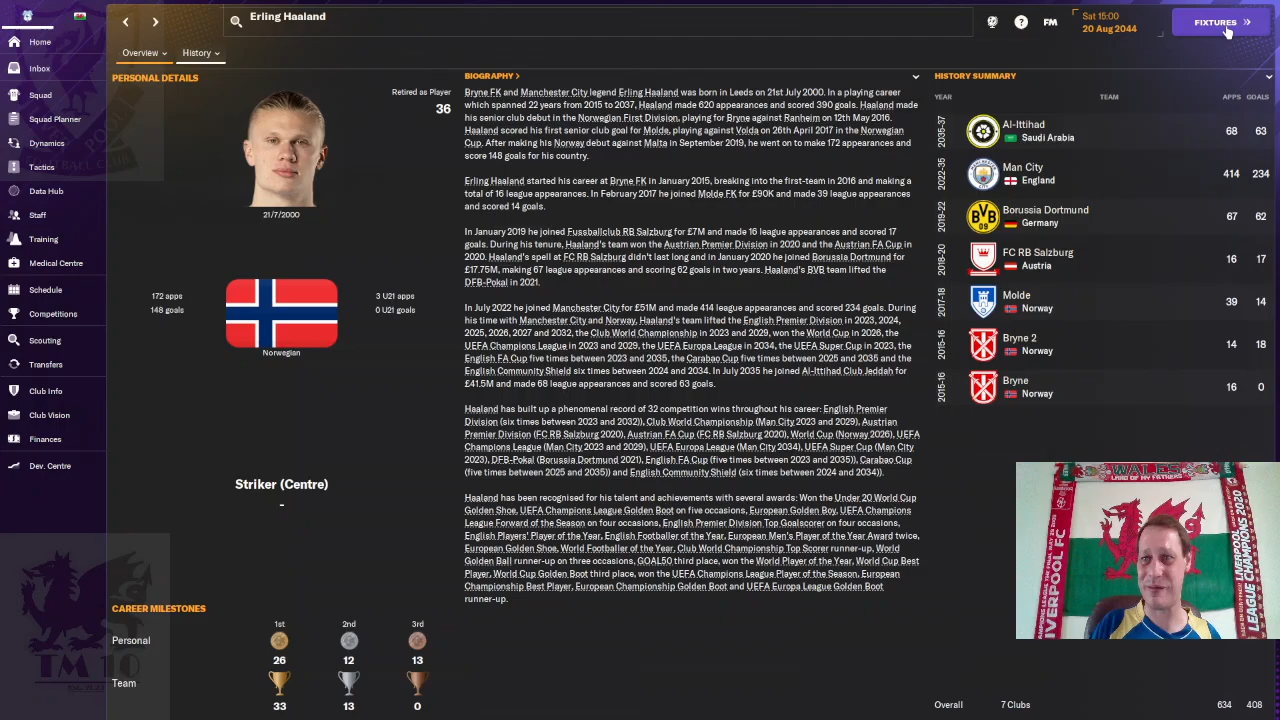 Erling Haaland
Sat 15:00
20 Aug 2044
FIXTURES
?
FM
Home
Inbox
Squad
Squad Planner
Dynamics
Tactics
Data Hub
Staff
Training
Medical Centre
Schedule
Competitions
Scouting
Transfers
Club Info
Club Vision
Finances
Dev. Centre
TM 10
Overview
History
PERSONAL DETAILS
Retired as Player
36
21/7/2000
172 apps
148 goals
3 U21 apps
0 U21 goals
Norwegian
Striker (Centre)
-
CAREER MILESTONES
1st 2nd 3rd
Personal
26 12 13
Team
33 13 0
BIOGRAPHY
Bryne FK and Manchester City legend Erling Haaland was born in Leeds on 21st July 2000. In a playing career
which spanned 22 years from 2015 to 2037, Haaland made 620 appearances and scored 390 goals. Haaland made
his senior club debut in the Norwegian First Division, playing for Bryne against Ranheim on 12th May 2016.
Haaland scored his first senior club goal for Molde, playing against Volda on 26th April 2017 in the Norwegian
Cup. After making his Norway debut against Malta in September 2019, he went on to make 172 appearances and
score 148 goals for his country.
Erling Haaland started his career at Bryne FK in January 2015, breaking into the first-team in 2016 and making a
total of 16 league appearances. In February 2017 he joined Molde FK for £90K and made 39 league appearances
and scored 14 goals.
In January 2019 he joined Fussballclub RB Salzburg for £7M and made 16 league appearances and scored 17
goals. During his tenure, Haaland's team won the Austrian Premier Division in 2020 and the Austrian FA Cup in
2020. Haaland's spell at FC RB Salzburg didn't last long and in January 2020 he joined Borussia Dortmund for
£17.75M, making 67 league appearances and scoring 62 goals in two years. Haaland's BVB team lifted the
DFB-Pokal in 2021.
In July 2022 he joined Manchester City for £51M and made 414 league appearances and scored 234 goals. During
his time with Manchester City and Norway, Haaland's team lifted the English Premier Division in 2023, 2024,
2025, 2026, 2027 and 2032, the Club World Championship in 2023 and 2029, won the World Cup in 2026, the
UEFA Champions League in 2023 and 2029, the UEFA Europa League in 2034, the UEFA Super Cup in 2023, the
English FA Cup five times between 2023 and 2035, the Carabao Cup five times between 2025 and 2035 and the
English Community Shield six times between 2024 and 2034. In July 2035 he joined Al-Ittihad Club Jeddah for
£41.5M and made 68 league appearances and scored 63 goals.
Haaland has built up a phenomenal record of 32 competition wins throughout his career: English Premier
Division (six times between 2023 and 2032)), Club World Championship (Man City 2023 and 2029), Austrian
Premier Division (FC RB Salzburg 2020), Austrian FA Cup (FC RB Salzburg 2020), World Cup (Norway 2026), UEFA
Champions League (Man City 2023 and 2029), UEFA Europa League (Man City 2034), UEFA Super Cup (Man City
2023), DFB-Pokal (Borussia Dortmund 2021), English FA Cup (five times between 2023 and 2035)), Carabao Cup
(five times between 2025 and 2035)) and English Community Shield (six times between 2024 and 2034)).
Haaland has been recognised for his talent and achievements with several awards: Won the Under 20 World Cup
Golden Shoe, UEFA Champions League Golden Boot on five occasions, European Golden Boy, UEFA Champions
League Forward of the Season on four occasions, English Premier Division Top Goalscorer on four occasions,
English Players' Player of the Year, English Footballer of the Year, European Men's Player of the Year Award twice,
European Golden Shoe, World Footballer of the Year, Club World Championship Top Scorer runner-up, World
Golden Ball runner-up on three occasions, GOAL50 third place, won the World Player of the Year, World Cup Best
Player, World Cup Golden Boot third place, won the UEFA Champions League Player of the Season, European
Championship Best Player, European Championship Golden Boot and UEFA Europa League Golden Boot
runner-up.
HISTORY SUMMARY
YEAR TEAM APPS GOALS
2035-37 Al-Ittihad 68 63
Saudi Arabia
2022-35 Man City 414 234
England
2019-22 Borussia Dortmund 67 62
Germany
2018-20 FC RB Salzburg 16 17
Austria
2017-18 Molde 39 14
Norway
2015-16 Bryne 2 14 18
Norway
2015-16 Bryne 16 0
Norway
BVB
09
WALES
LAND OF MY FATHERS
LIVERPOOL FC
LIVERPOOL
LEAGUE CHAMPIONS 2020
Overall 7 Clubs 634 408